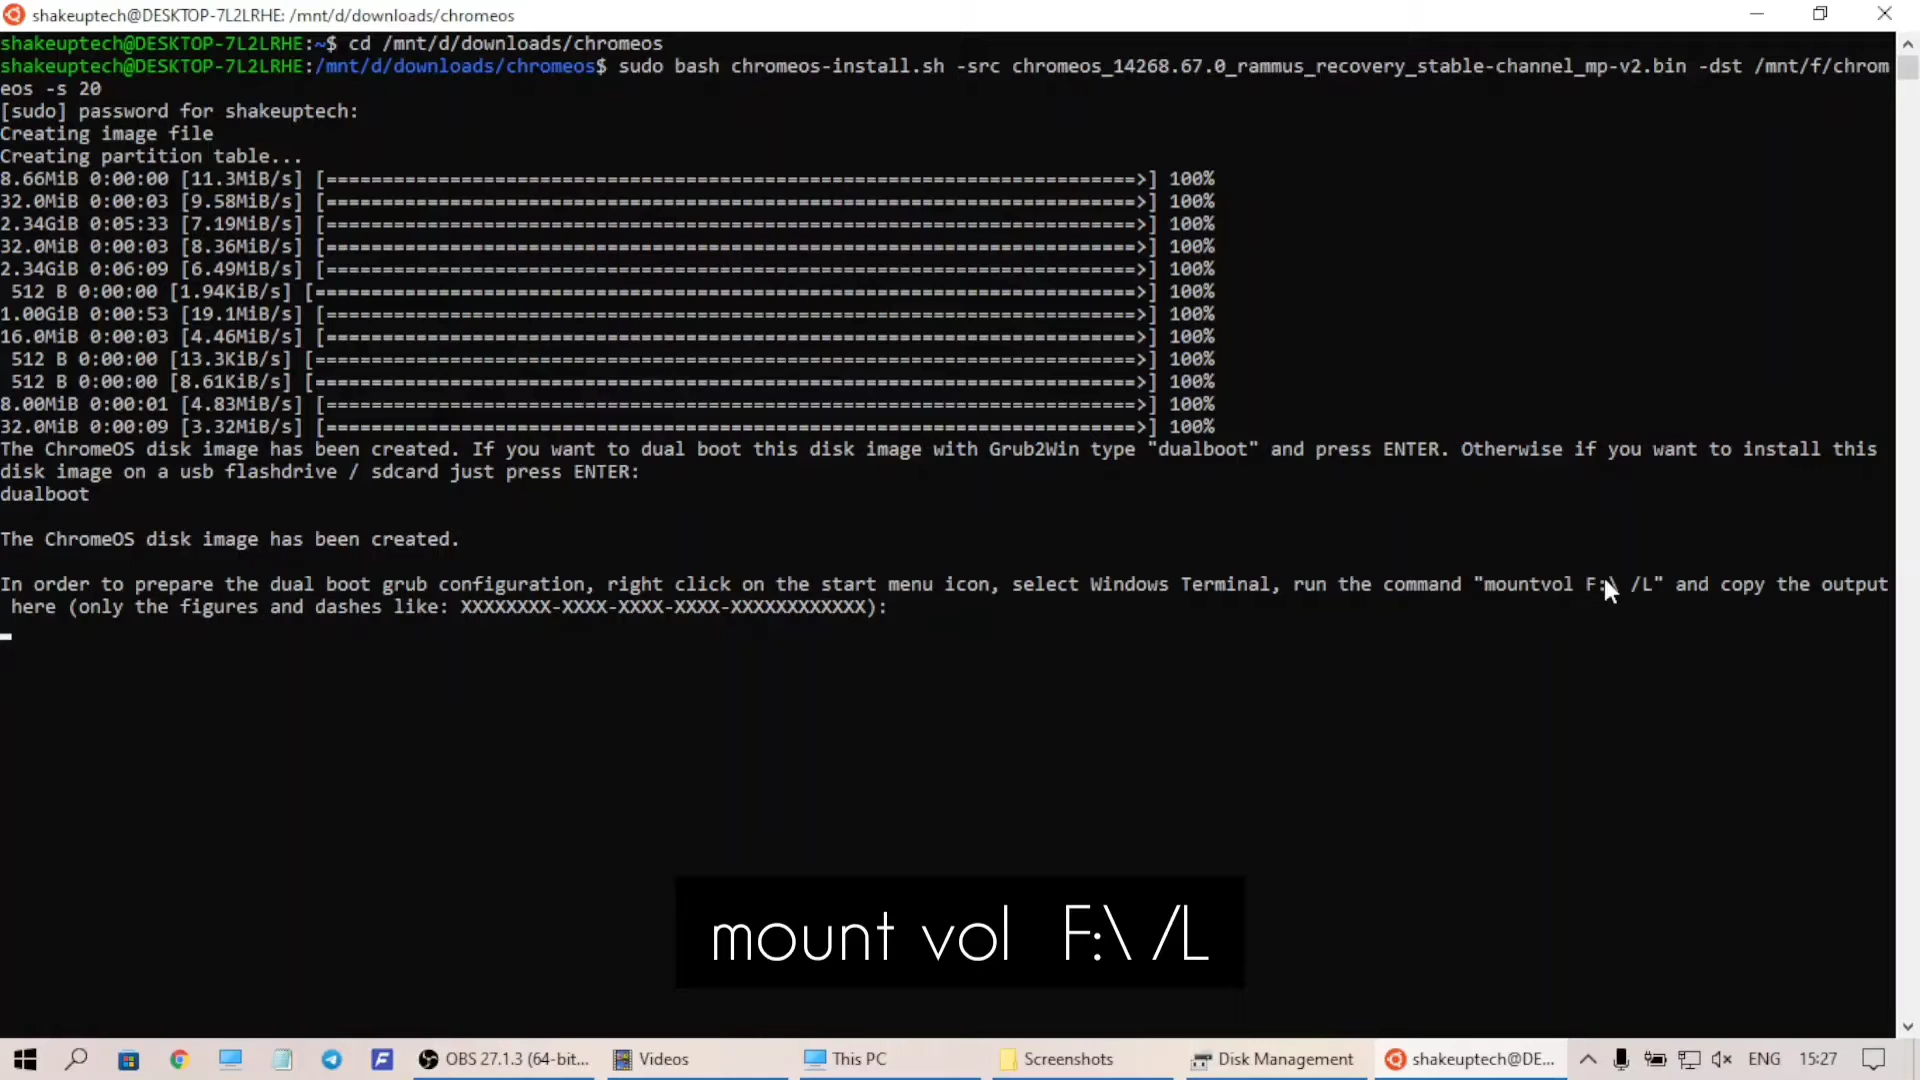 shakeuptech@DESKTOP-7L2LRHE: /mnt/d/downloads/chromeos
shakeuptech@DESKTOP-7L2LRHE:~$ cd /mnt/d/downloads/chromeos
shakeuptech@DESKTOP-7L2LRHE:/mnt/d/downloads/chromeos$ sudo bash chromeos-install.sh -src chromeos_14268.67.0_rammus_recovery_stable-channel_mp-v2.bin -dst /mnt/f/chrom
eos -s 20
[sudo] password for shakeuptech:
Creating image file
Creating partition table...
8.66MiB 0:00:00 [11.3MiB/s] [========================================================================>] 100%
32.0MiB 0:00:03 [9.58MiB/s] [========================================================================>] 100%
2.34GiB 0:05:33 [7.19MiB/s] [========================================================================>] 100%
32.0MiB 0:00:03 [8.36MiB/s] [========================================================================>] 100%
2.34GiB 0:06:09 [6.49MiB/s] [========================================================================>] 100%
512 B 0:00:00 [1.94KiB/s] [=========================================================================>] 100%
1.00GiB 0:00:53 [19.1MiB/s] [========================================================================>] 100%
16.0MiB 0:00:03 [4.46MiB/s] [========================================================================>] 100%
512 B 0:00:00 [13.3KiB/s] [=========================================================================>] 100%
512 B 0:00:00 [8.61KiB/s] [=========================================================================>] 100%
8.00MiB 0:00:01 [4.83MiB/s] [========================================================================>] 100%
32.0MiB 0:00:09 [3.32MiB/s] [========================================================================>] 100%
The ChromeOS disk image has been created. If you want to dual boot this disk image with Grub2Win type "dualboot" and press ENTER. Otherwise if you want to install this
disk image on a usb flashdrive / sdcard just press ENTER:
dualboot
The ChromeOS disk image has been created.
In order to prepare the dual boot grub configuration, right click on the start menu icon, select Windows Terminal, run the command "mountvol F:\ /L" and copy the output
here (only the figures and dashes like: XXXXXXXX-XXXX-XXXX-XXXX-XXXXXXXXXXXX):
mount vol F:\ /L
OBS 27.1.3 (64-bit...
Videos
This PC
Screenshots
Disk Management
shakeuptech@DE...
ENG
15:27